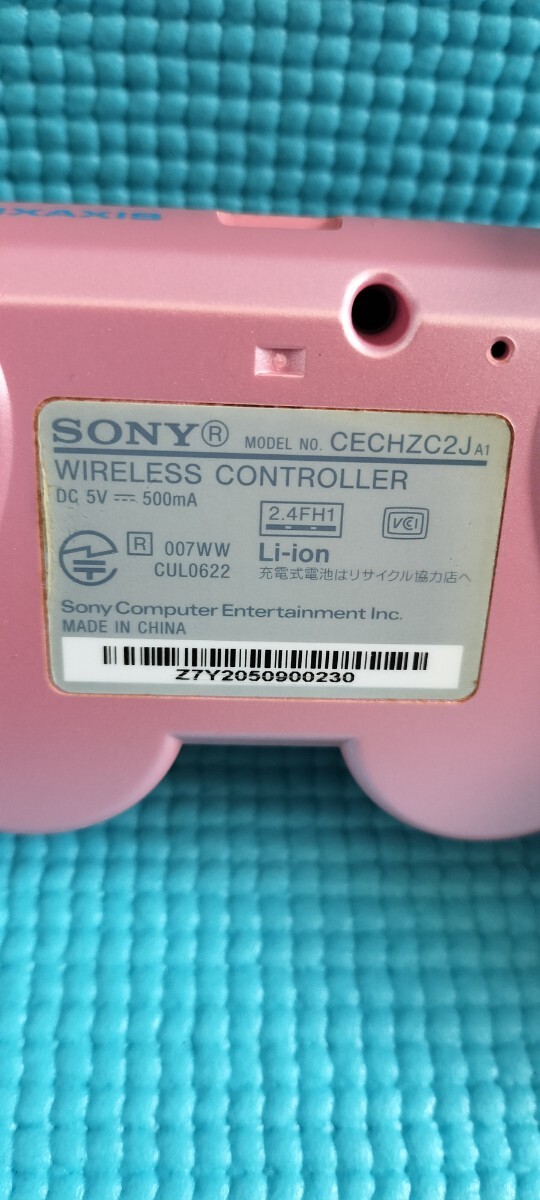 SIXAXIS
SONY® MODEL NO. CECHZC2J A1
WIRELESS CONTROLLER
DC 5V ⎓ 500mA
2.4FH1
VCI
R 007WW
CUL0622
Li-ion
充電式電池はリサイクル協力店へ
Sony Computer Entertainment Inc.
MADE IN CHINA
Z7Y2050900230